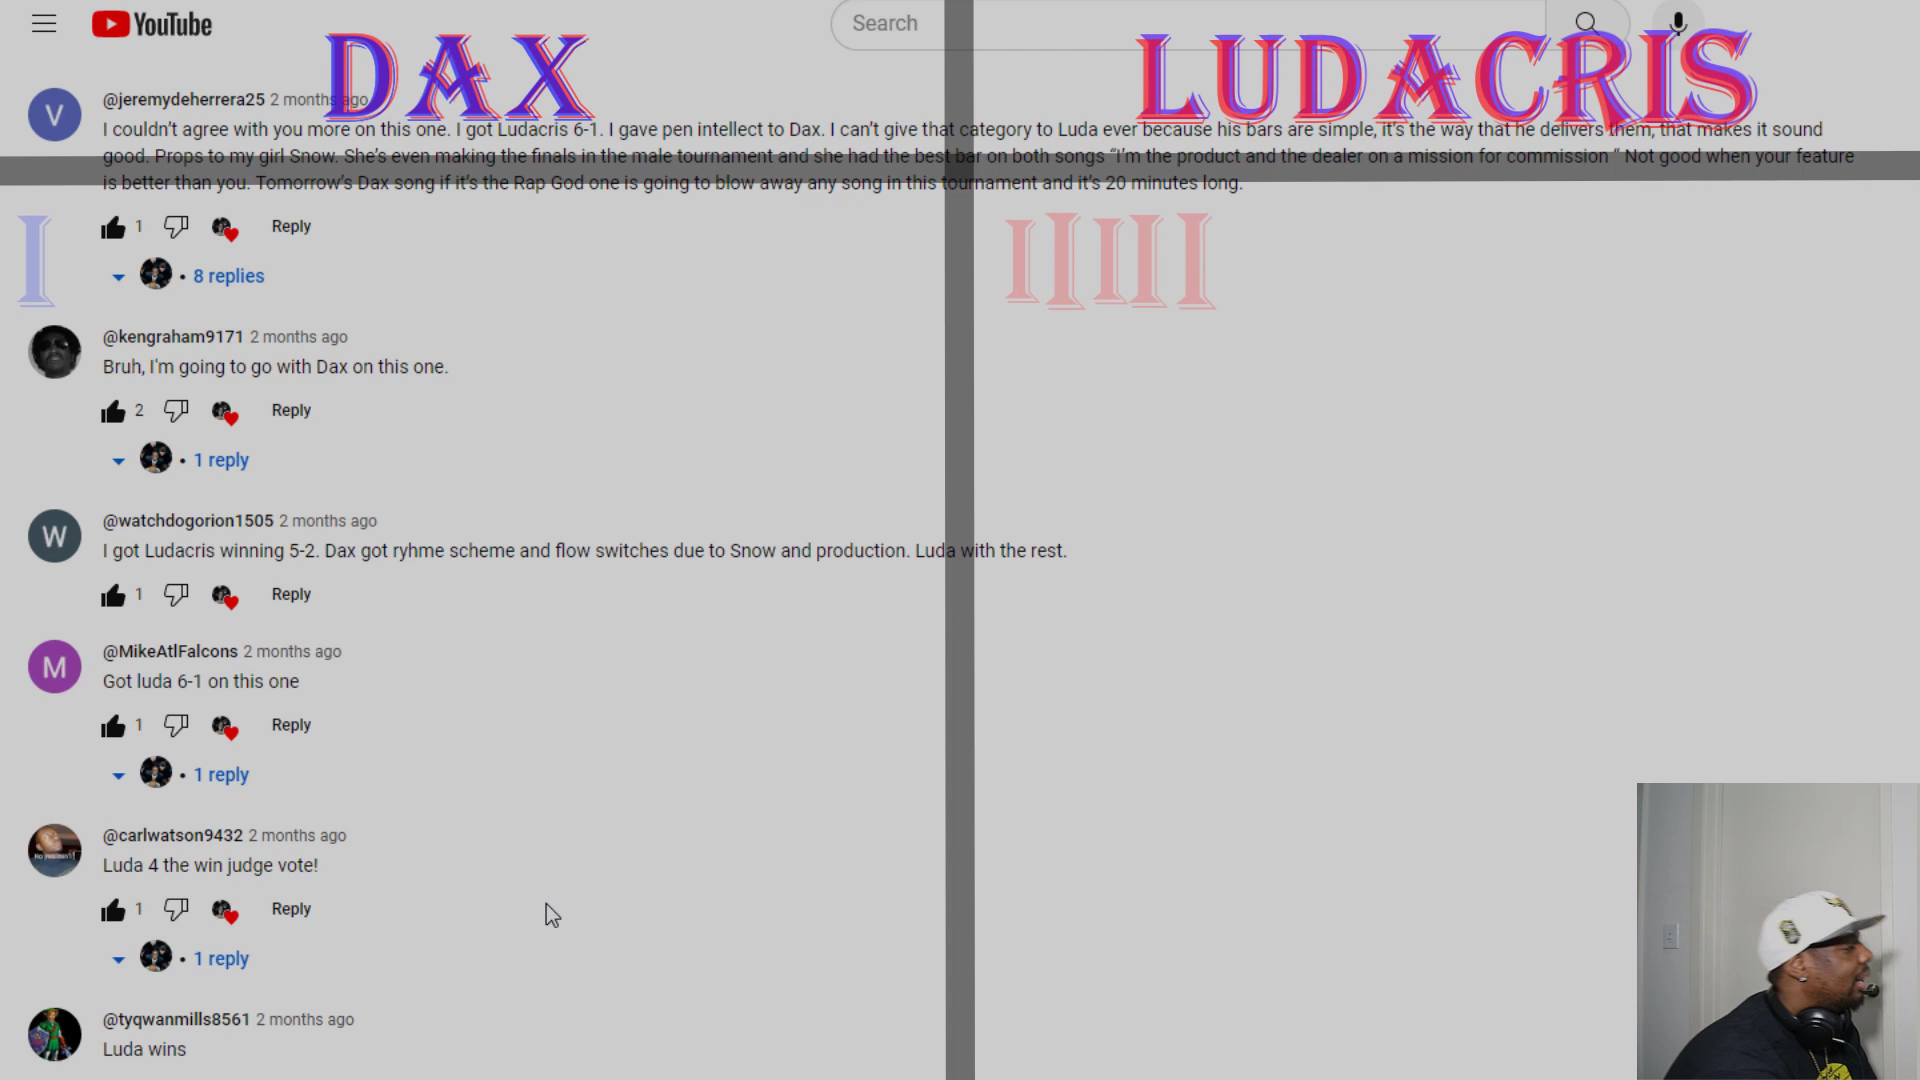 YouTube
Search
DAX
LUDACRIS
V
@jeremydeherrera25 2 months ago
I couldn’t agree with you more on this one. I got Ludacris 6-1. I gave pen intellect to Dax. I can’t give that category to Luda ever because his bars are simple, it’s the way that he delivers them, that makes it sound
good. Props to my girl Snow. She’s even making the finals in the male tournament and she had the best bar on both songs “I’m the product and the dealer on a mission for commission “ Not good when your feature
is better than you. Tomorrow’s Dax song if it’s the Rap God one is going to blow away any song in this tournament and it’s 20 minutes long.
1 Reply
8 replies
I
IIIII
@kengraham9171 2 months ago
Bruh, I'm going to go with Dax on this one.
2 Reply
1 reply
W
@watchdogorion1505 2 months ago
I got Ludacris winning 5-2. Dax got ryhme scheme and flow switches due to Snow and production. Luda with the rest.
1 Reply
M
@MikeAtlFalcons 2 months ago
Got luda 6-1 on this one
1 Reply
1 reply
@carlwatson9432 2 months ago
Luda 4 the win judge vote!
1 Reply
1 reply
@tyqwanmills8561 2 months ago
Luda wins